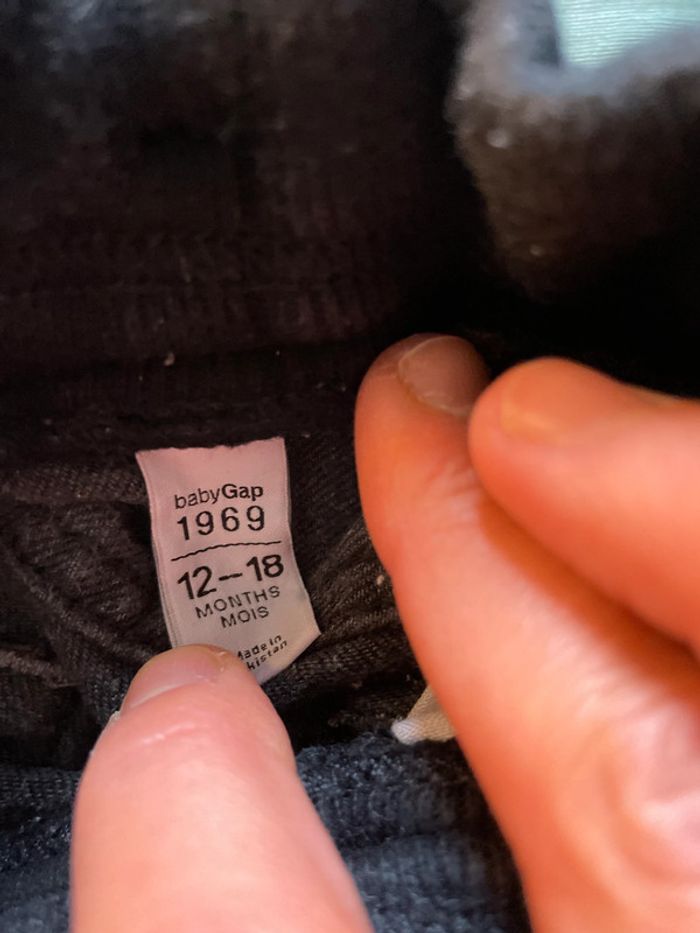 babyGap
1969
12–18
MONTHS
MOIS
Made in